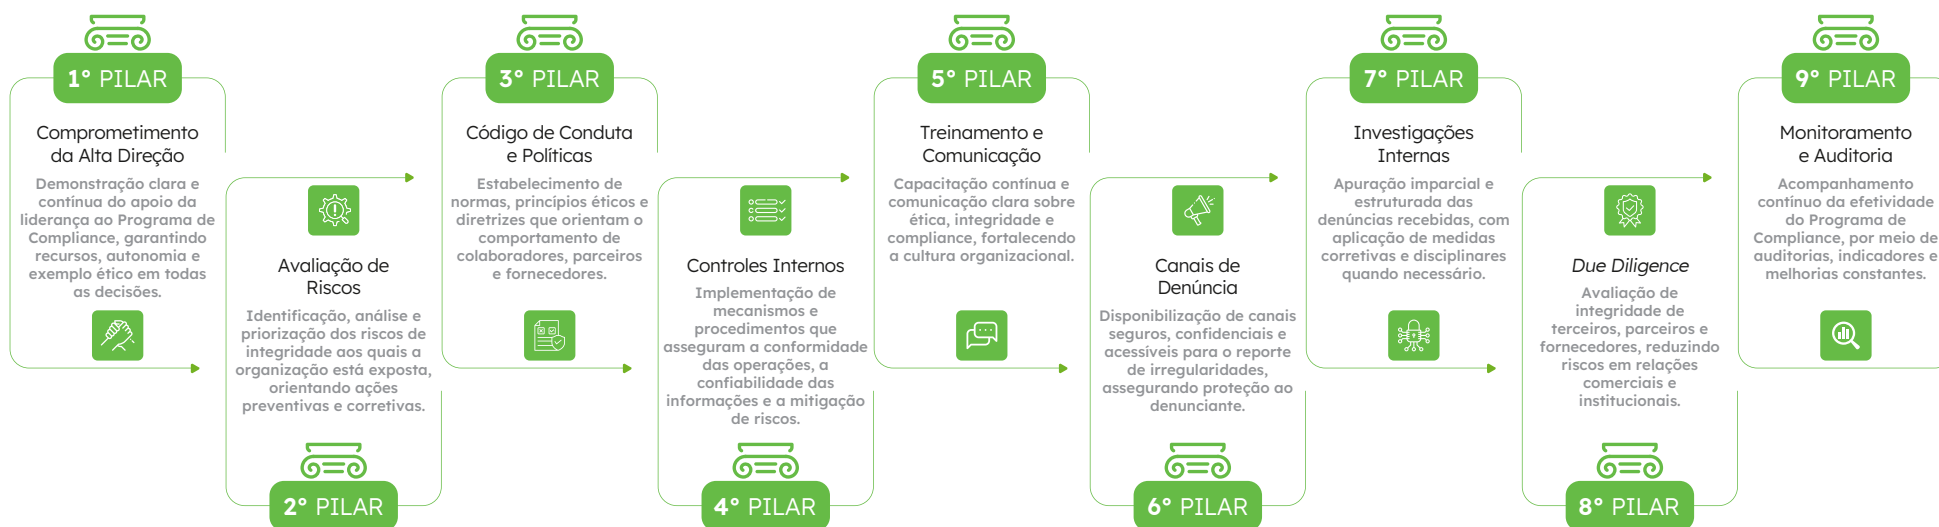 1° PILAR
Comprometimento
da Alta Direção
Demonstração clara e
contínua do apoio da
liderança ao Programa de
Compliance, garantindo
recursos, autonomia e
exemplo ético em todas
as decisões.
Avaliação de
Riscos
Identificação, análise e
priorização dos riscos de
integridade aos quais a
organização está exposta,
orientando ações
preventivas e corretivas.
2° PILAR
3° PILAR
Código de Conduta
e Políticas
Estabelecimento de
normas, princípios éticos e
diretrizes que orientam o
comportamento de
colaboradores, parceiros
e fornecedores.
Controles Internos
Implementação de
mecanismos e
procedimentos que
asseguram a conformidade
das operações, a
confiabilidade das
informações e a mitigação
de riscos.
4° PILAR
5° PILAR
Treinamento e
Comunicação
Capacitação contínua e
comunicação clara sobre
ética, integridade e
compliance, fortalecendo
a cultura organizacional.
Canais de
Denúncia
Disponibilização de canais
seguros, confidenciais e
acessíveis para o reporte
de irregularidades,
assegurando proteção ao
denunciante.
6° PILAR
7° PILAR
Investigações
Internas
Apuração imparcial e
estruturada das
denúncias recebidas, com
aplicação de medidas
corretivas e disciplinares
quando necessário.
Due Diligence
Avaliação de
integridade de
terceiros, parceiros e
fornecedores, reduzindo
riscos em relações
comerciais e
institucionais.
8° PILAR
9° PILAR
Monitoramento
e Auditoria
Acompanhamento
contínuo da efetividade
do Programa de
Compliance, por meio de
auditorias, indicadores e
melhorias constantes.